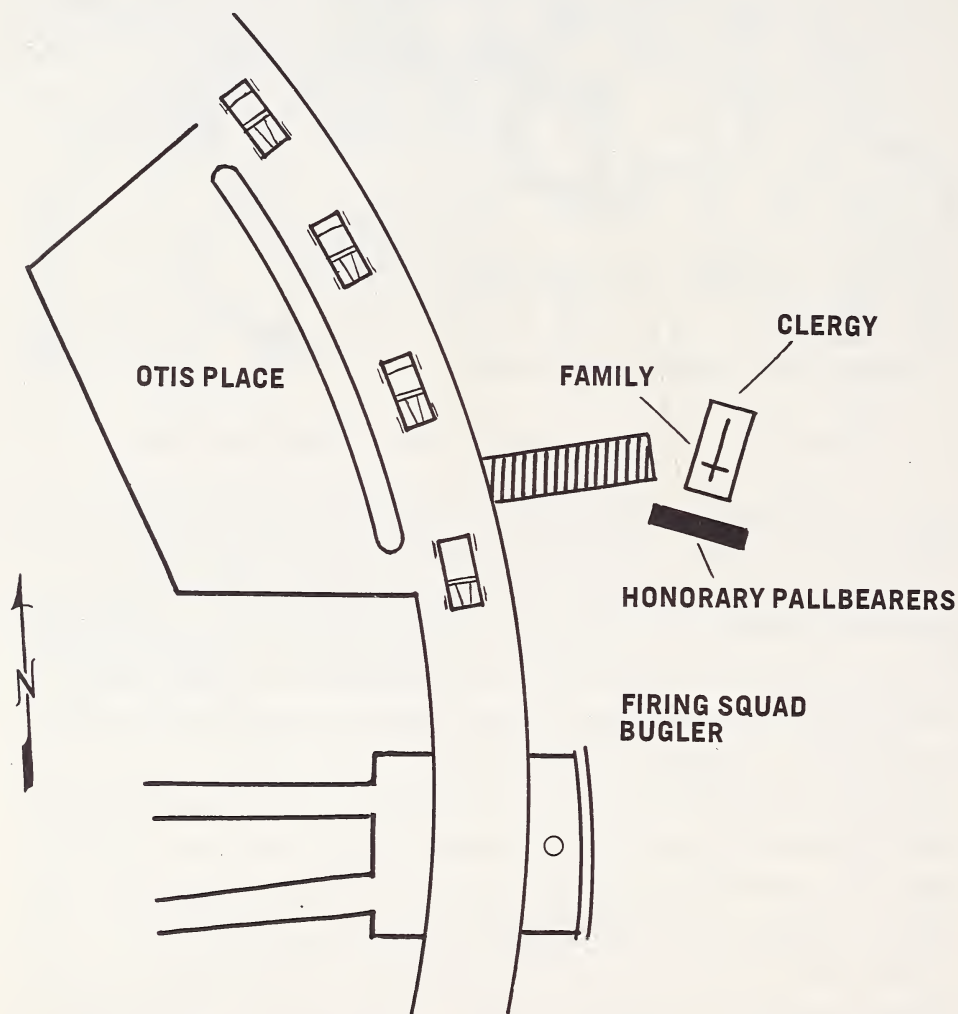 CLERGY
FAMILY
OTIS PLACE
HONORARY PALLBEARERS
N
FIRING SQUAD
BUGLER